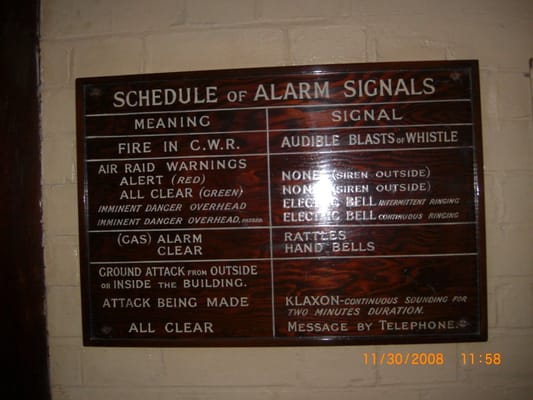 SCHEDULE OF ALARM SIGNALS
MEANING
SIGNAL
FIRE IN C.W.R.
AUDIBLE BLASTS OF WHISTLE
AIR RAID WARNINGS
ALERT (RED)
NONE (SIREN OUTSIDE)
ALL CLEAR (GREEN)
NONE (SIREN OUTSIDE)
IMMINENT DANGER OVERHEAD
ELECTRIC BELL INTERMITTENT RINGING
IMMINENT DANGER OVERHEAD, PASSED.
ELECTRIC BELL CONTINUOUS RINGING
(GAS) ALARM
RATTLES
CLEAR
HAND BELLS
GROUND ATTACK FROM OUTSIDE
OR INSIDE THE BUILDING.
ATTACK BEING MADE
KLAXON-CONTINUOUS SOUNDING FOR
TWO MINUTES DURATION.
ALL CLEAR
MESSAGE BY TELEPHONE.
11/30/2008 11:58